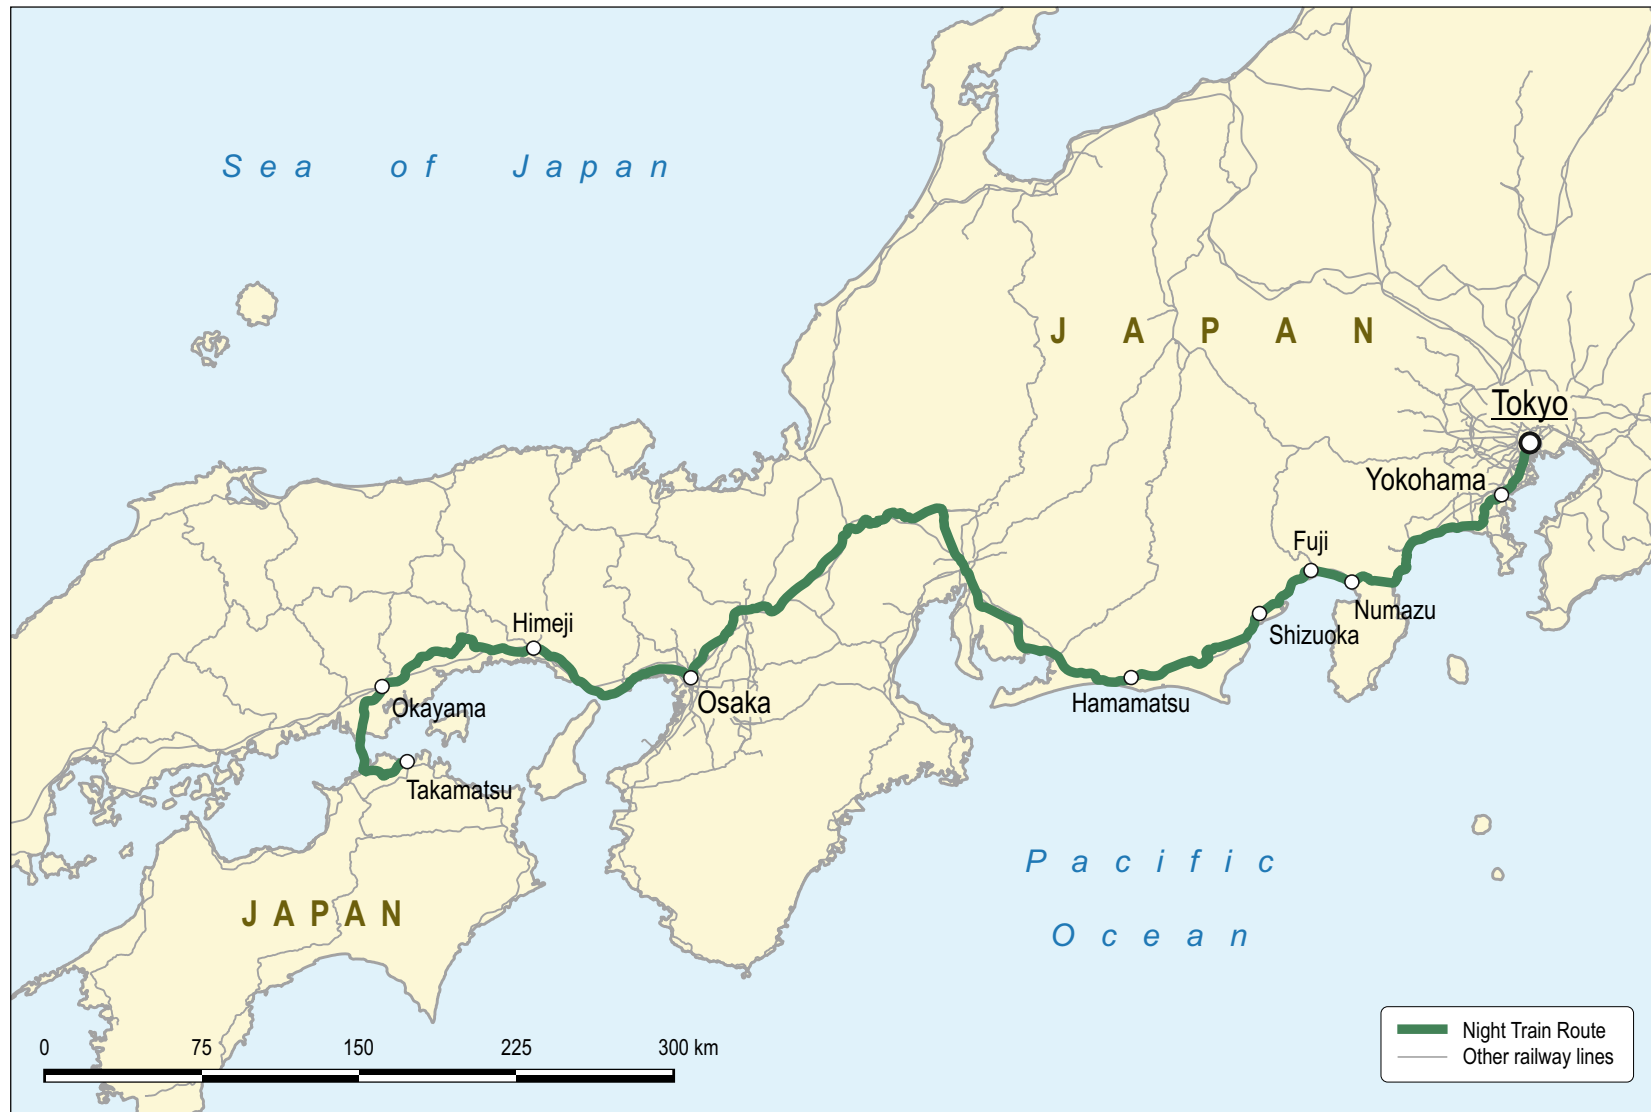 Sea of Japan
JAPAN
Tokyo
Yokohama
Fuji
Numazu
Shizuoka
Himeji
Hamamatsu
Osaka
Okayama
Takamatsu
Pacific
Ocean
JAPAN
0 75 150 225 300 km
Night Train Route
Other railway lines